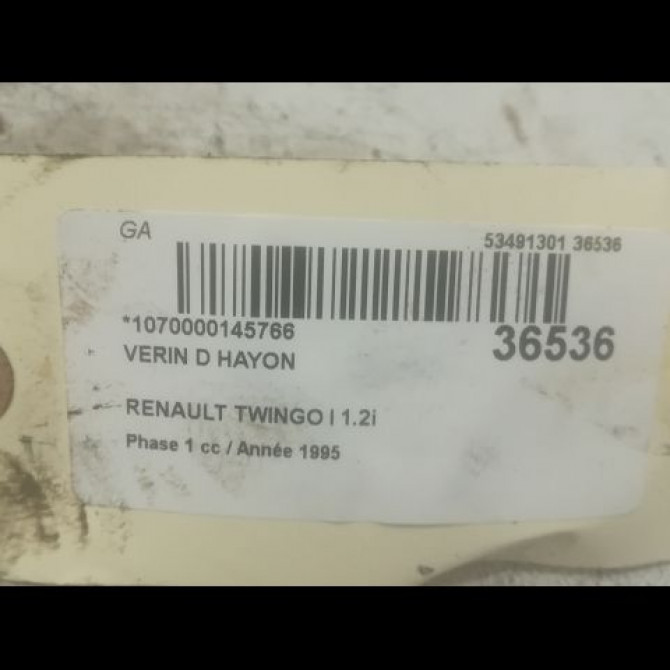 GA
53491301 36536
*1070000145766
36536
VERIN D HAYON
RENAULT TWINGO I 1.2i
Phase 1 cc / Année 1995